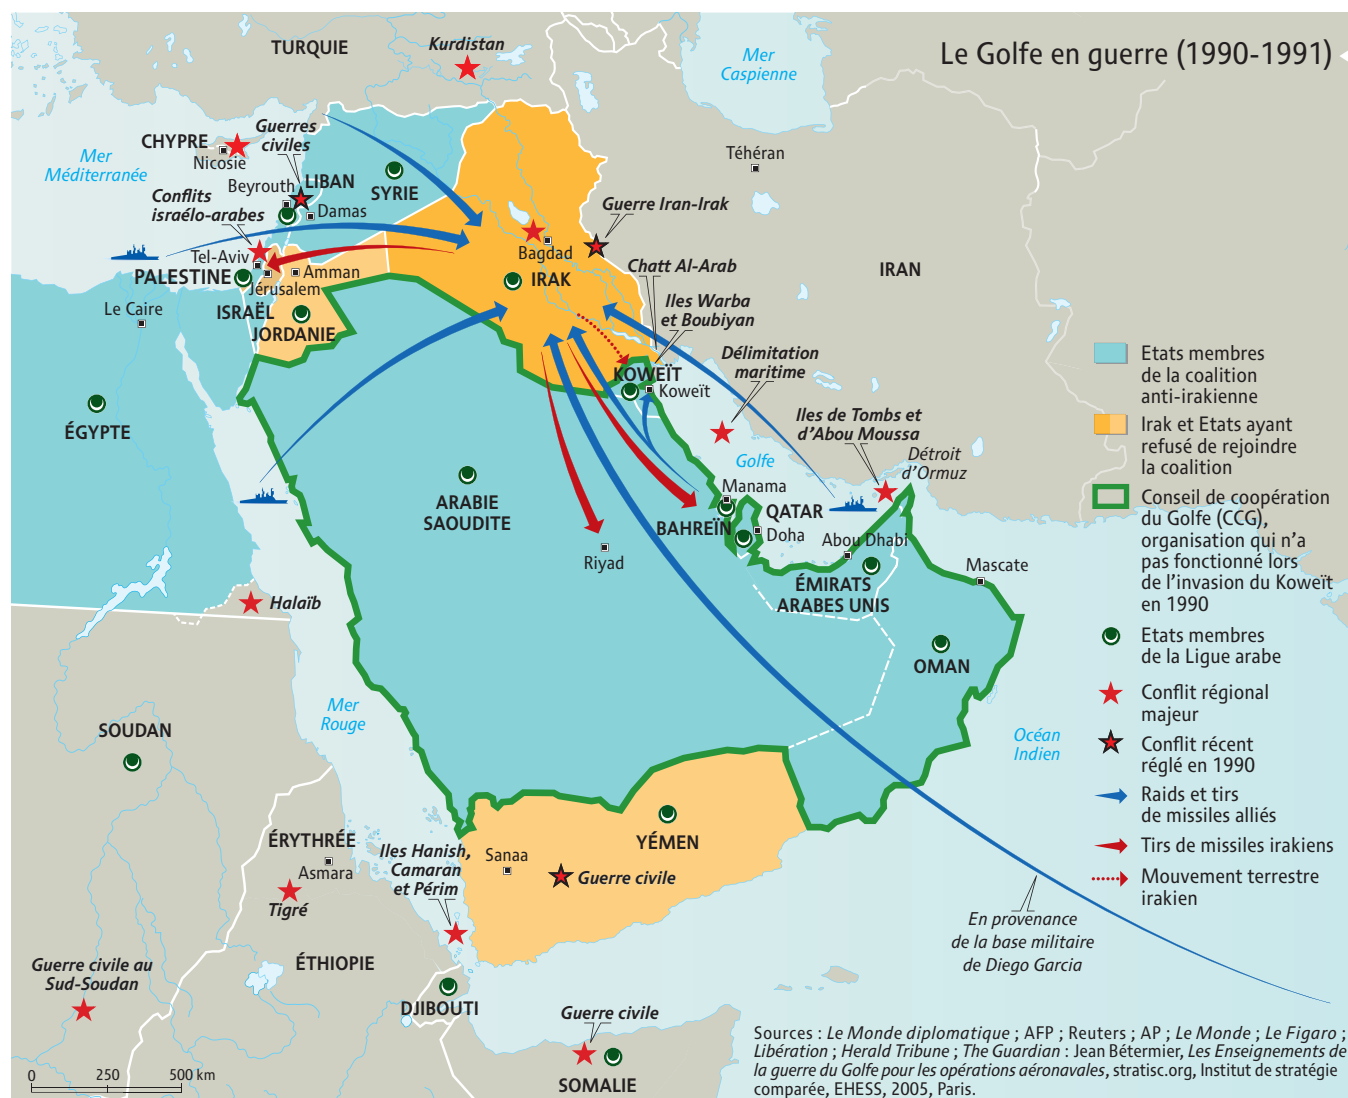 Le Golfe en guerre (1990-1991)
TURQUIE
Kurdistan
Mer
Caspienne
CHYPRE
Nicosie
Guerres
civiles
Mer
Méditerranée
Beyrouth
LIBAN
SYRIE
Damas
Conflits
israélo-arabes
Téhéran
Guerre Iran-Irak
Bagdad
IRAK
IRAN
Tel-Aviv
Amman
PALESTINE
Jérusalem
Le Caire
ISRAËL
JORDANIE
Chatt Al-Arab
Iles Warba
et Boubiyan
KOWEÏT
Koweït
Délimitation
maritime
Iles de Tombs et
d'Abou Moussa
Détroit
d'Ormuz
ÉGYPTE
Golfe
ARABIE
SAOUDITE
Manama
BAHREÏN
QATAR
Doha
Abou Dhabi
Riyad
ÉMIRATS
ARABES UNIS
Mascate
OMAN
Halaïb
Mer
Rouge
SOUDAN
Océan
Indien
ÉRYTHRÉE
Asmara
Tigré
Iles Hanish,
Camaran
et Périm
Sanaa
YÉMEN
Guerre civile
ÉTHIOPIE
Guerre civile au
Sud-Soudan
DJIBOUTI
Guerre civile
SOMALIE
En provenance
de la base militaire
de Diego Garcia
Etats membres
de la coalition
anti-irakienne
Irak et Etats ayant
refusé de rejoindre
la coalition
Conseil de coopération
du Golfe (CCG),
organisation qui n'a
pas fonctionné lors
de l'invasion du Koweït
en 1990
Etats membres
de la Ligue arabe
Conflit régional
majeur
Conflit récent
réglé en 1990
Raids et tirs
de missiles alliés
Tirs de missiles irakiens
Mouvement terrestre
irakien
0 250 500 km
Sources : Le Monde diplomatique ; AFP ; Reuters ; AP ; Le Monde ; Le Figaro ;
Libération ; Herald Tribune ; The Guardian : Jean Bétermier, Les Enseignements de
la guerre du Golfe pour les opérations aéronavales, stratisc.org, Institut de stratégie
comparée, EHESS, 2005, Paris.